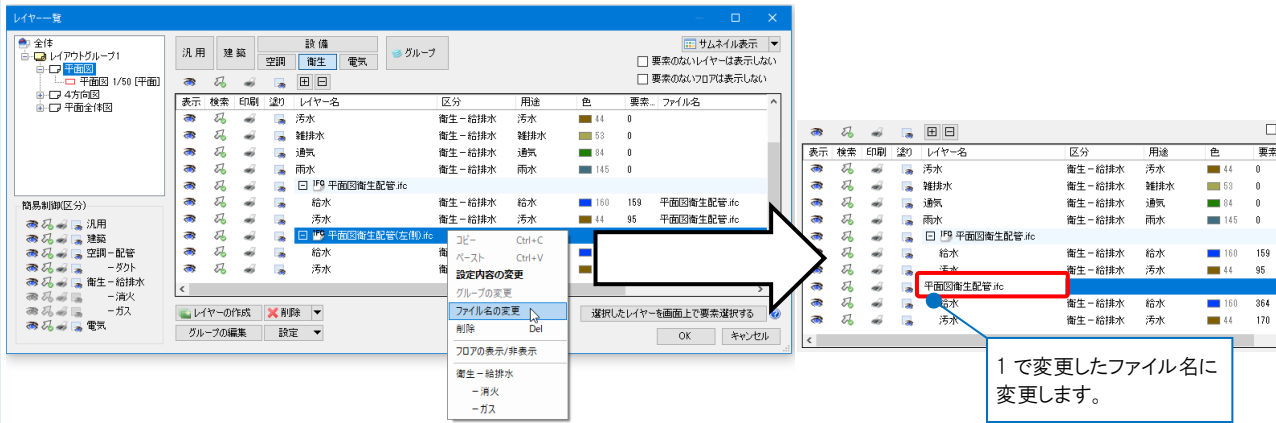 レイヤー一覧
全体
レイアウトグループ1
平面図
平面図 1/50 [平面]
4方向図
平面全体図
簡易制御(区分)
汎用
建築
空調－配管
－ダクト
衛生－給排水
－消火
－ガス
電気
汎用 建築 設備 グループ
空調 衛生 電気
サムネイル表示
要素のないレイヤーは表示しない
要素のないフロアは表示しない
表示 検索 印刷 塗り レイヤー名 区分 用途 色 要素... ファイル名
汚水 衛生－給排水 汚水 44 0
雑排水 衛生－給排水 雑排水 53 0
通気 衛生－給排水 通気 84 0
雨水 衛生－給排水 雨水 145 0
IFC 平面図衛生配管.ifc
給水 衛生－給排水 給水 160 159 平面図衛生配管.ifc
汚水 衛生－給排水 汚水 44 95 平面図衛生配管.ifc
平面図衛生配管(左側).ifc
給水 衛
汚水 衛
コピー Ctrl+C
ペースト Ctrl+V
設定内容の変更
グループの変更
ファイル名の変更
削除 Del
フロアの表示/非表示
衛生－給排水
－消火
－ガス
レイヤーの作成 削除
グループの編集 設定
選択したレイヤーを画面上で要素選択する
OK キャンセル
表示 検索 印刷 塗り レイヤー名 区分 用途 色 要素
汚水 衛生－給排水 汚水 44 0
雑排水 衛生－給排水 雑排水 53 0
通気 衛生－給排水 通気 84 0
雨水 衛生－給排水 雨水 145 0
IFC 平面図衛生配管.ifc
給水 衛生－給排水 給水 160 159
汚水 衛生－給排水 汚水 44 95
平面図衛生配管.ifc
給水 衛生－給排水 給水 160 364
汚水 衛生－給排水 汚水 44 170
1 で変更したファイル名に
変更します。